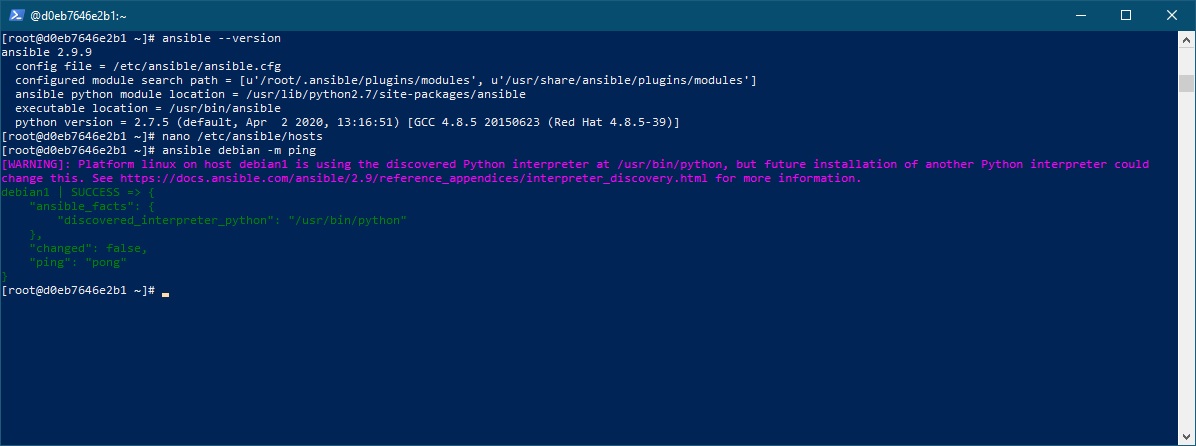 @d0eb7646e2b1:~
[root@d0eb7646e2b1 ~]# ansible --version
ansible 2.9.9
  config file = /etc/ansible/ansible.cfg
  configured module search path = [u'/root/.ansible/plugins/modules', u'/usr/share/ansible/plugins/modules']
  ansible python module location = /usr/lib/python2.7/site-packages/ansible
  executable location = /usr/bin/ansible
  python version = 2.7.5 (default, Apr  2 2020, 13:16:51) [GCC 4.8.5 20150623 (Red Hat 4.8.5-39)]
[root@d0eb7646e2b1 ~]# nano /etc/ansible/hosts
[root@d0eb7646e2b1 ~]# ansible debian -m ping
[WARNING]: Platform linux on host debian1 is using the discovered Python interpreter at /usr/bin/python, but future installation of another Python interpreter could
change this. See https://docs.ansible.com/ansible/2.9/reference_appendices/interpreter_discovery.html for more information.
debian1 | SUCCESS => {
    "ansible_facts": {
        "discovered_interpreter_python": "/usr/bin/python"
    },
    "changed": false,
    "ping": "pong"
}
[root@d0eb7646e2b1 ~]#